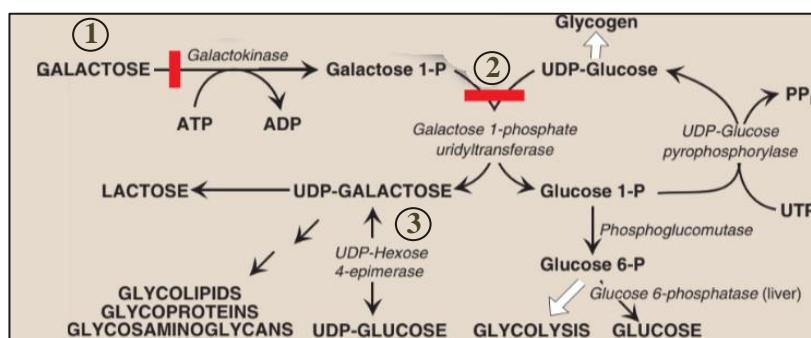 Glycogen
1
Galactokinase
GALACTOSE
Galactose 1-P
2
UDP-Glucose
PP
ATP
ADP
Galactose 1-phosphate
uridyltransferase
UDP-Glucose
pyrophosphorylase
LACTOSE
UDP-GALACTOSE
Glucose 1-P
UTP
3
Phosphoglucomutase
UDP-Hexose
4-epimerase
Glucose 6-P
GLYCOLIPIDS
GLYCOPROTEINS
GLYCOSAMINOGLYCANS
Glucose 6-phosphatase (liver)
UDP-GLUCOSE
GLYCOLYSIS
GLUCOSE